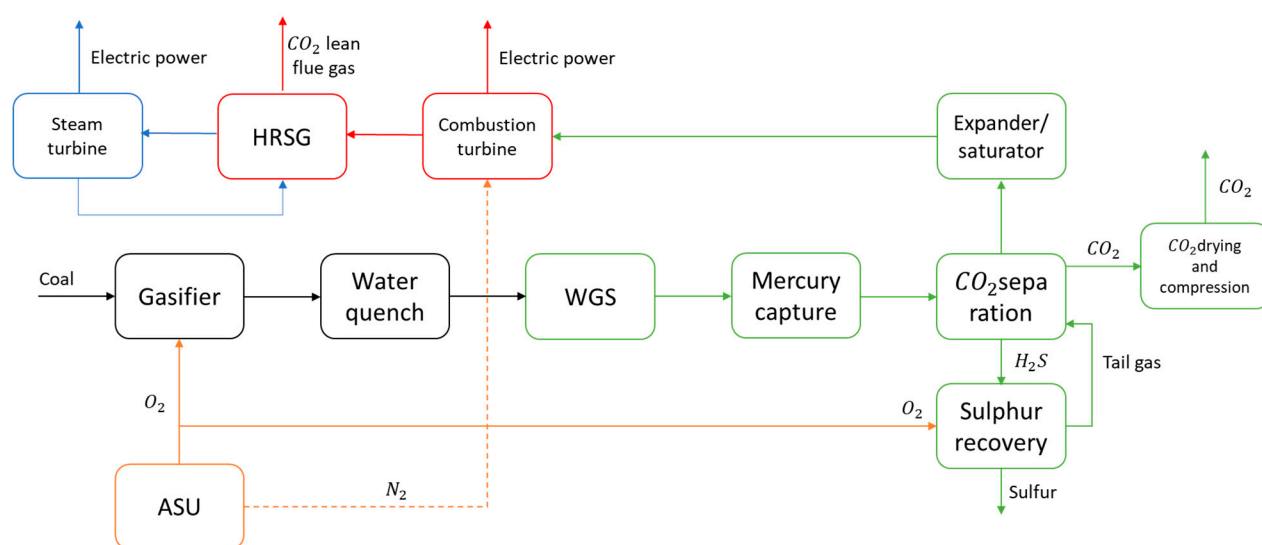 Electric power
CO₂ lean
flue gas
Electric power
Steam
turbine
HRSG
Combustion
turbine
Expander/
saturator
CO₂
Coal
Gasifier
Water
quench
WGS
Mercury
capture
CO₂sepa
ration
CO₂
CO₂drying
and
compression
H₂S
Tail gas
O₂
O₂
Sulphur
recovery
ASU
N₂
Sulfur